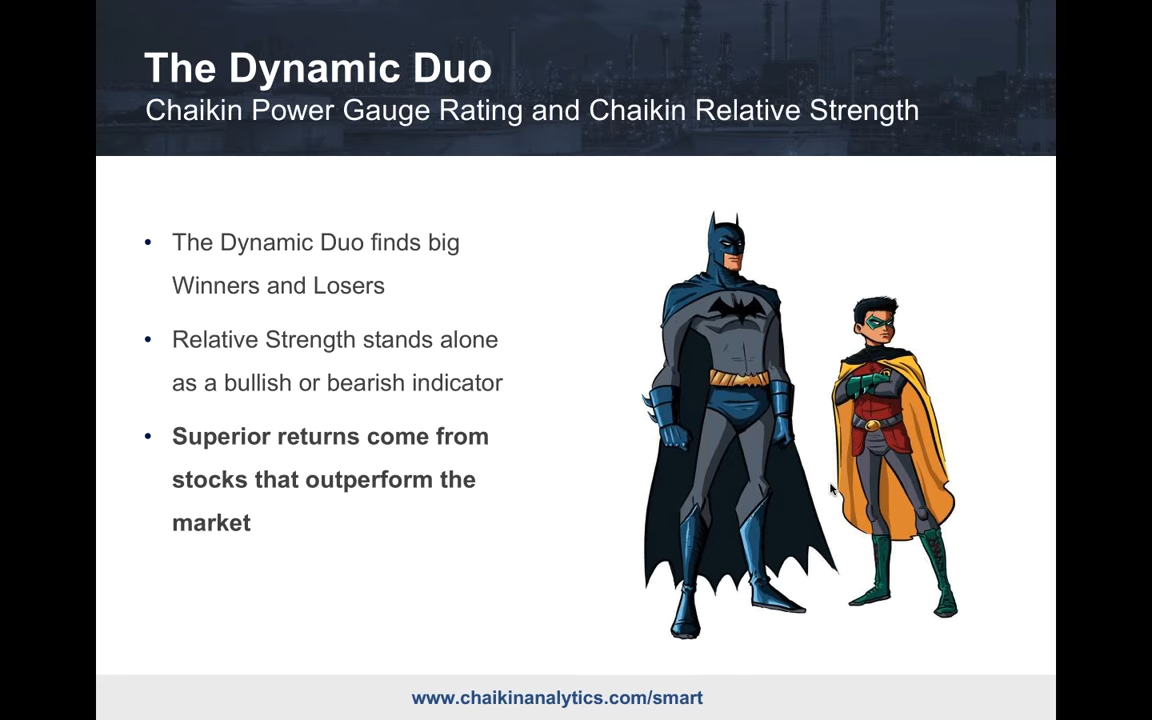 The Dynamic Duo
Chaikin Power Gauge Rating and Chaikin Relative Strength
• The Dynamic Duo finds big
Winners and Losers
• Relative Strength stands alone
as a bullish or bearish indicator
• Superior returns come from
stocks that outperform the
market
www.chaikinanalytics.com/smart